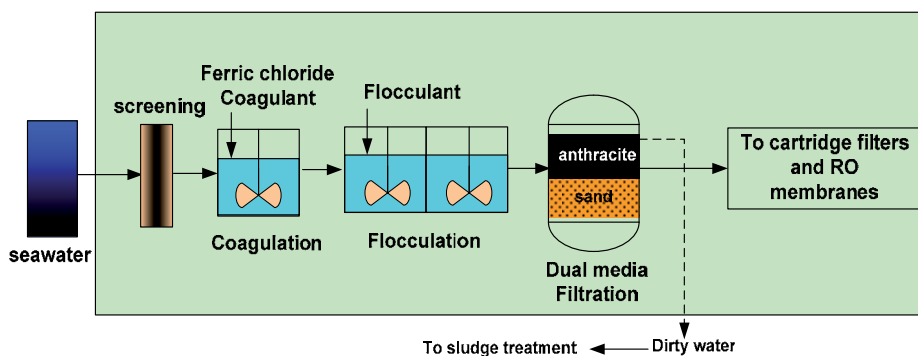 seawater
screening
Ferric chloride
Coagulant
Coagulation
Flocculant
Flocculation
anthracite
sand
Dual media
Filtration
To cartridge filters
and RO
membranes
Dirty water
To sludge treatment